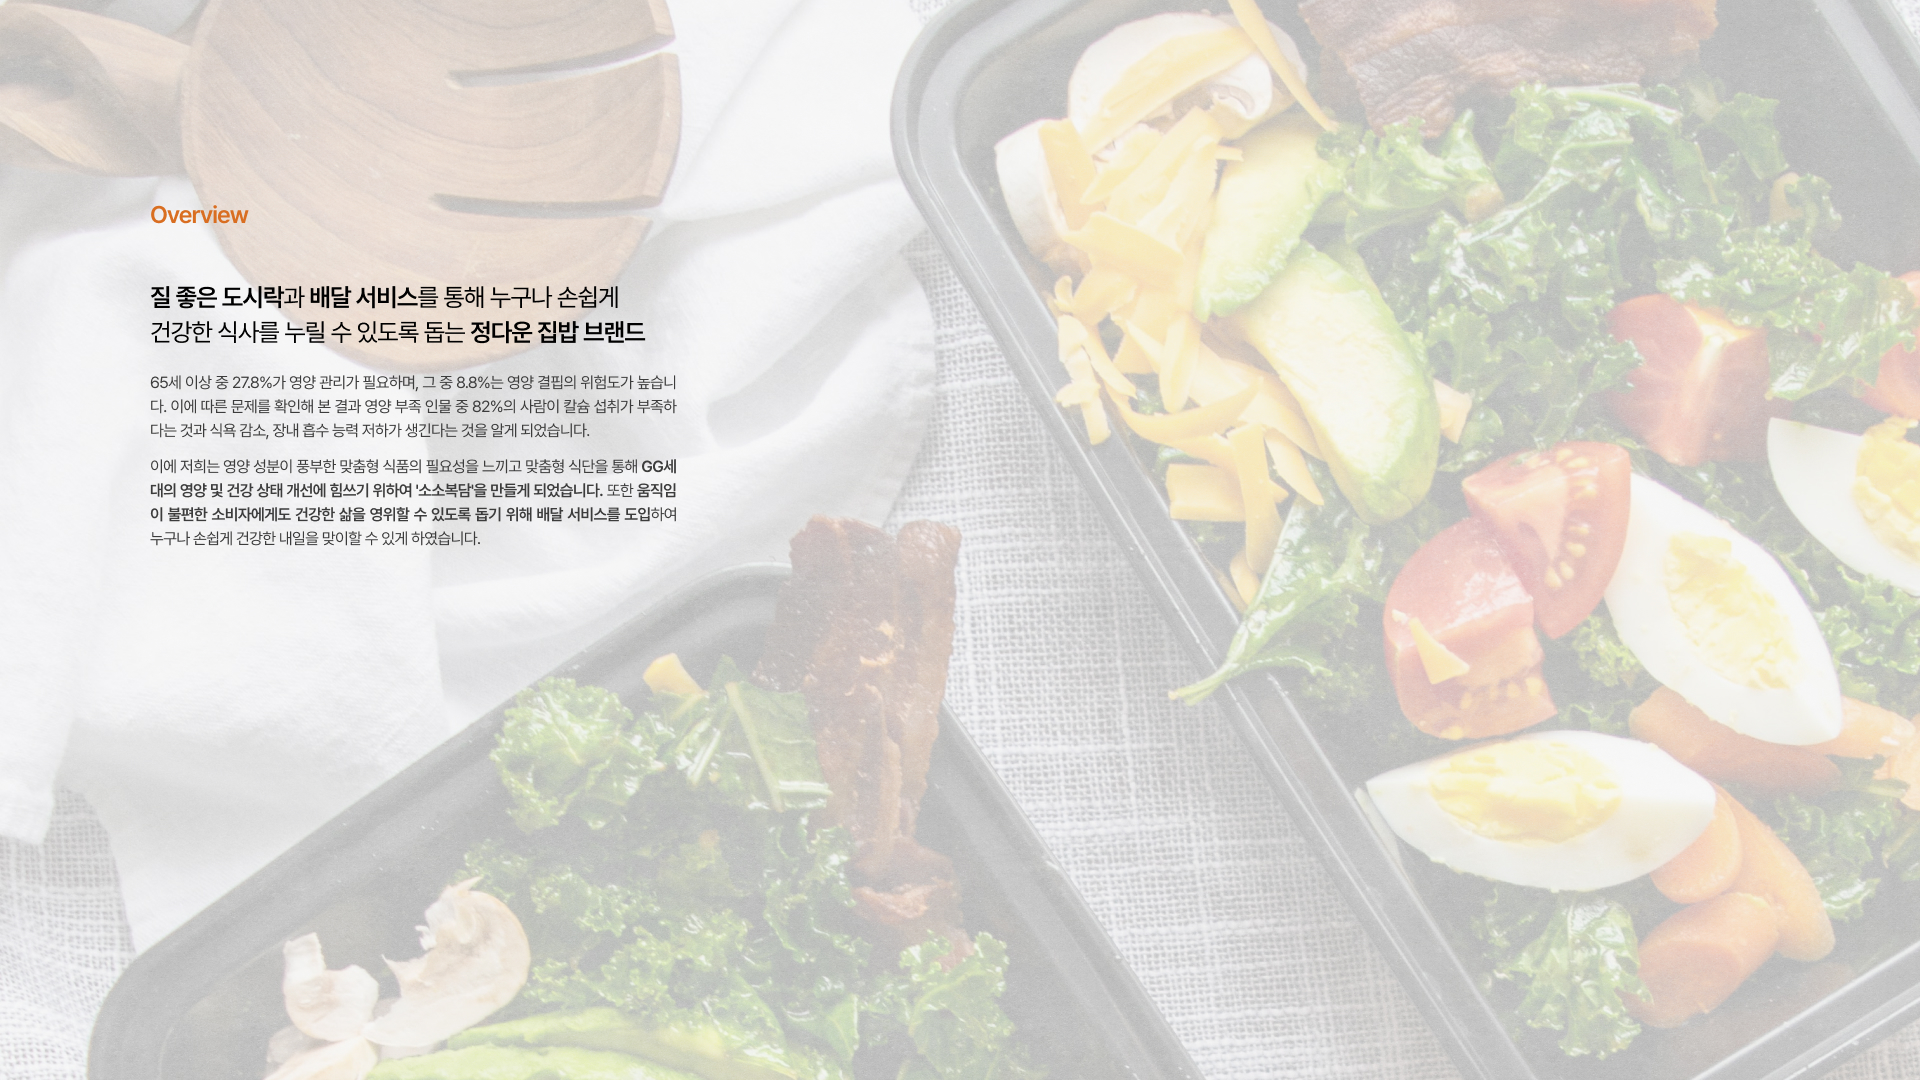 Overview
질 좋은 도시락과 배달 서비스를 통해 누구나 손쉽게
건강한 식사를 누릴 수 있도록 돕는 정다운 집밥 브랜드
65세 이상 중 27.8%가 영양 관리가 필요하며, 그 중 8.8%는 영양 결핍의 위험도가 높습니
다. 이에 따른 문제를 확인해 본 결과 영양 부족 인물 중 82%의 사람이 칼슘 섭취가 부족하
다는 것과 식욕 감소, 장내 흡수 능력 저하가 생긴다는 것을 알게 되었습니다.
이에 저희는 영양 성분이 풍부한 맞춤형 식품의 필요성을 느끼고 맞춤형 식단을 통해 GG세
대의 영양 및 건강 상태 개선에 힘쓰기 위하여 '소소복담'을 만들게 되었습니다. 또한 움직임
이 불편한 소비자에게도 건강한 삶을 영위할 수 있도록 돕기 위해 배달 서비스를 도입하여
누구나 손쉽게 건강한 내일을 맞이할 수 있게 하였습니다.